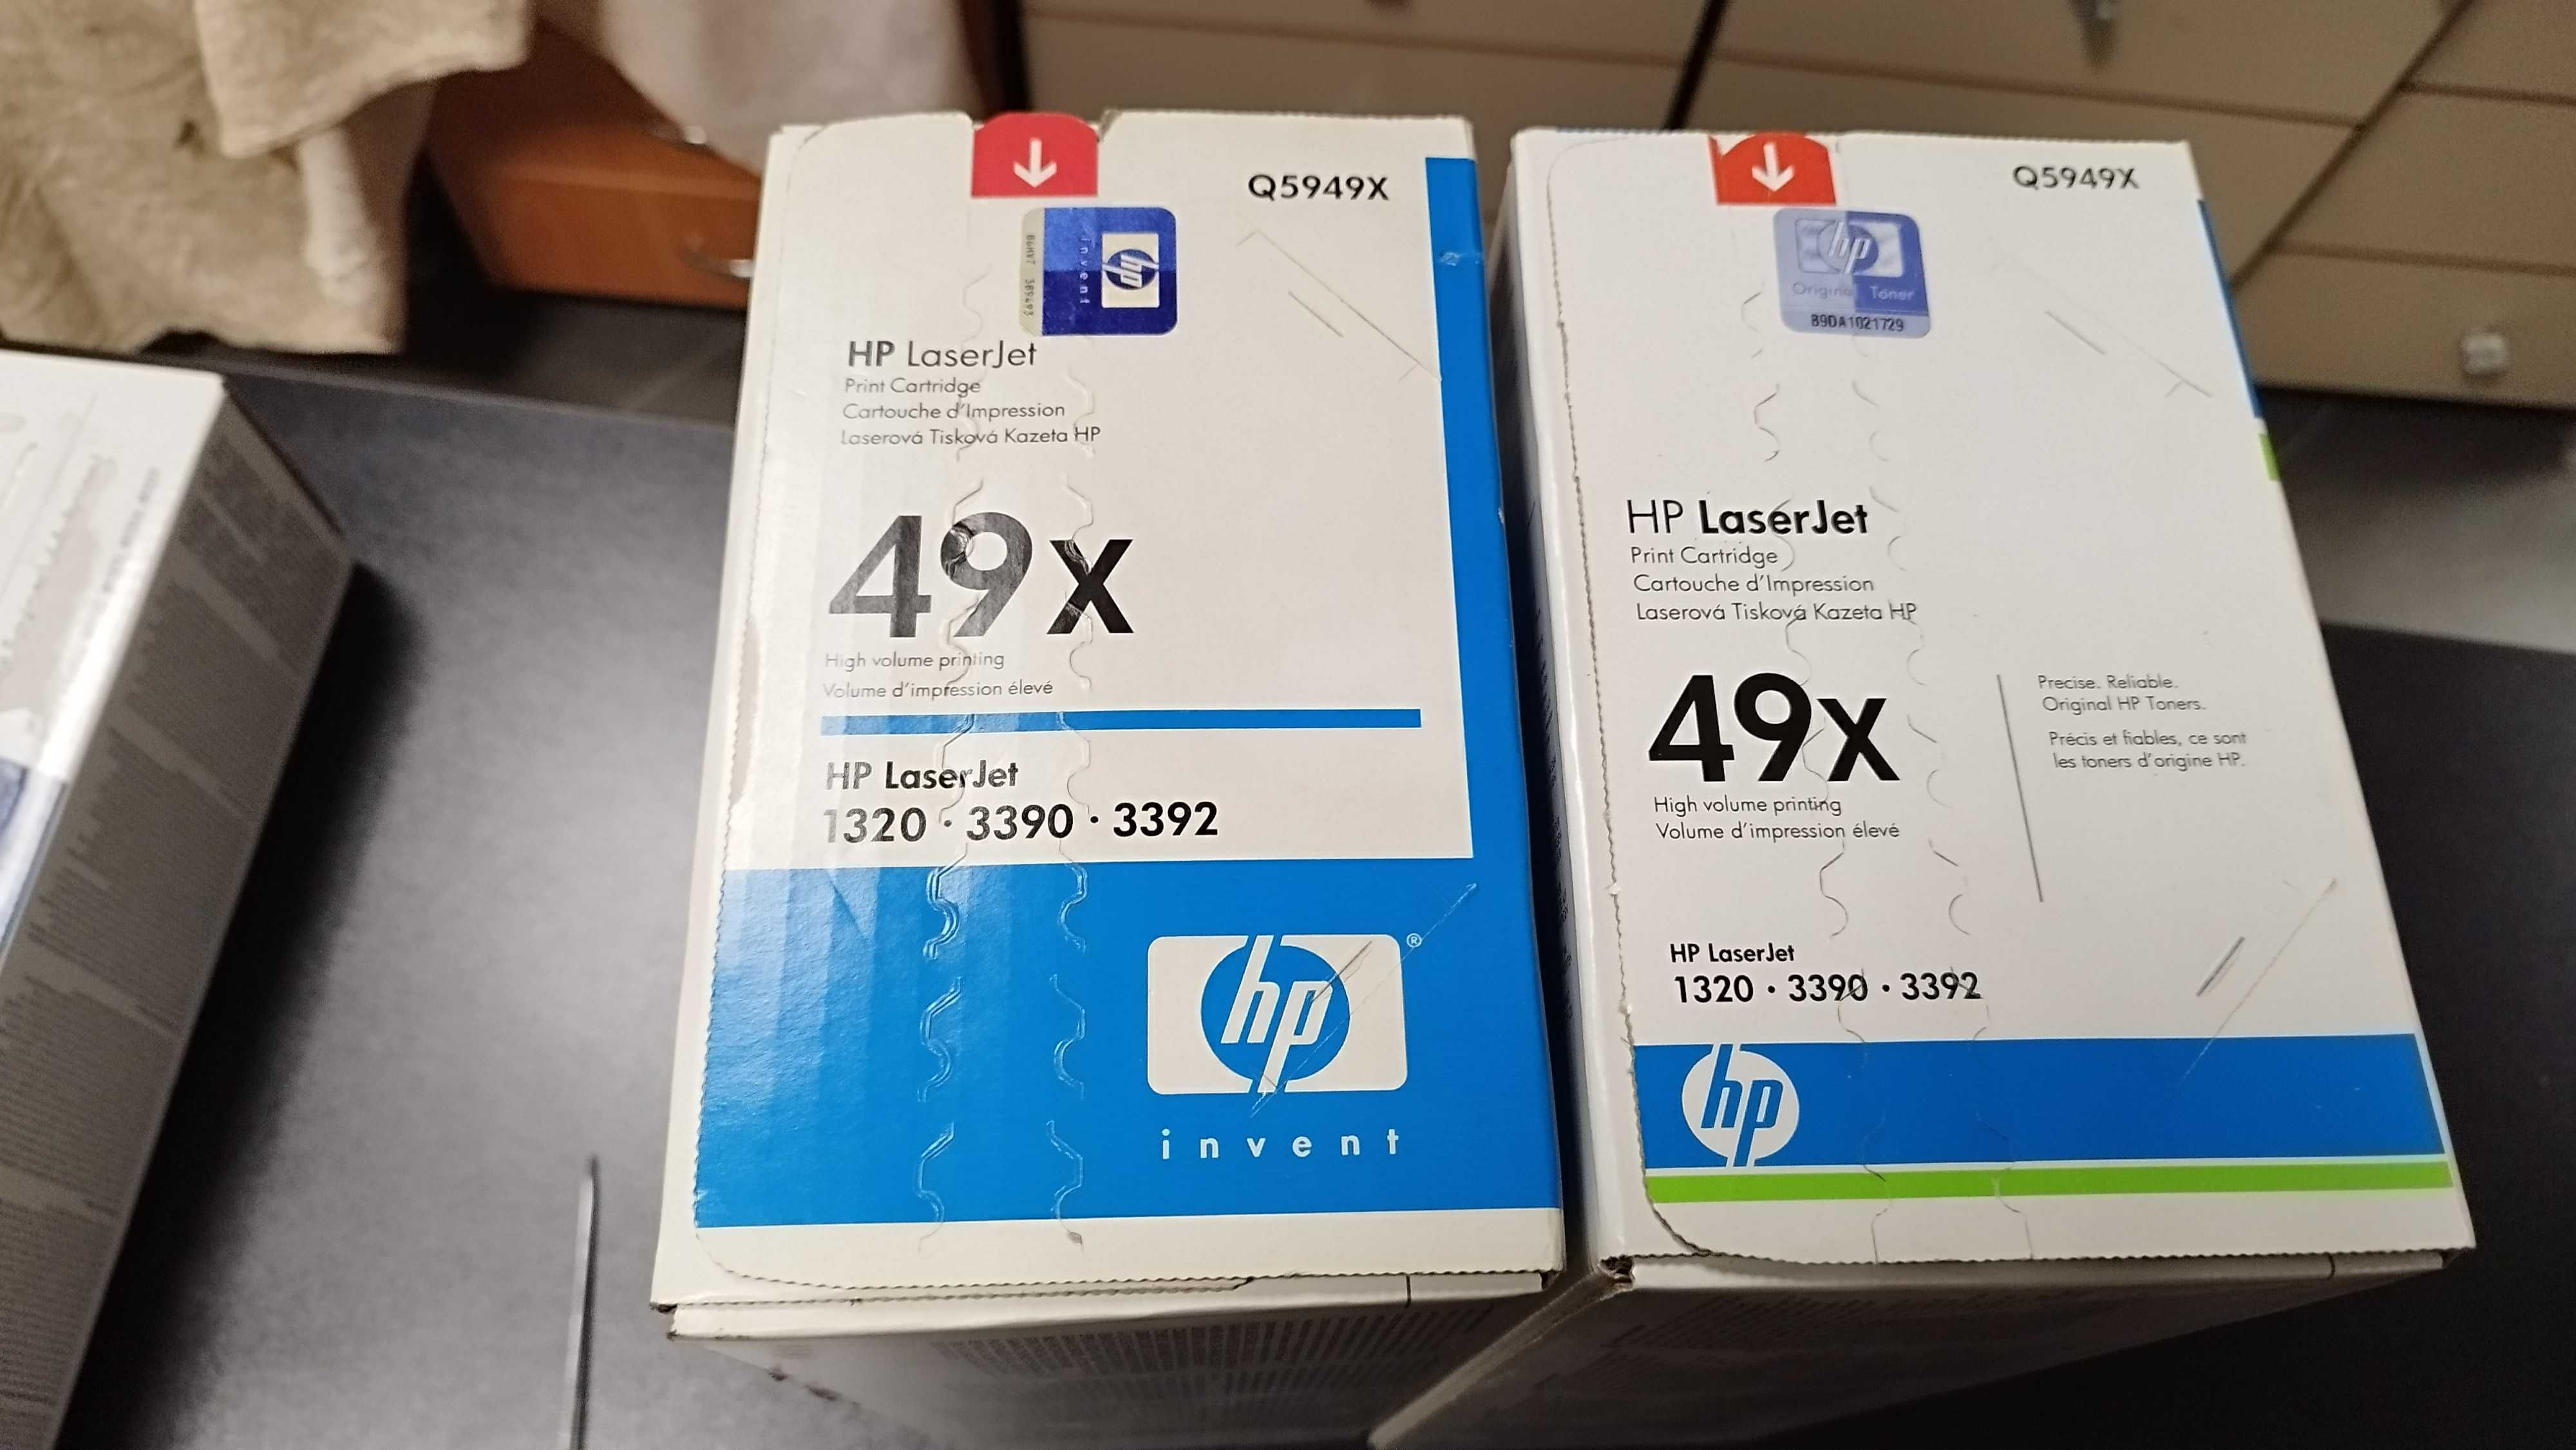 Q5949X
invent
hp
HP LaserJet
Print Cartridge
Cartouche d'Impression
Laserová Tisková Kazeta HP
49X
High volume printing
Volume d'impression élevé
HP LaserJet
1320 · 3390 · 3392
hp®
invent
Q5949X
hp
Original Toner
B9DA1021729
HP LaserJet
Print Cartridge
Cartouche d'Impression
Laserová Tisková Kazeta HP
49X
High volume printing
Volume d'impression élevé
Precise. Reliable.
Original HP Toners.
Précis et fiables, ce sont
les toners d'origine HP.
HP LaserJet
1320 · 3390 · 3392
hp